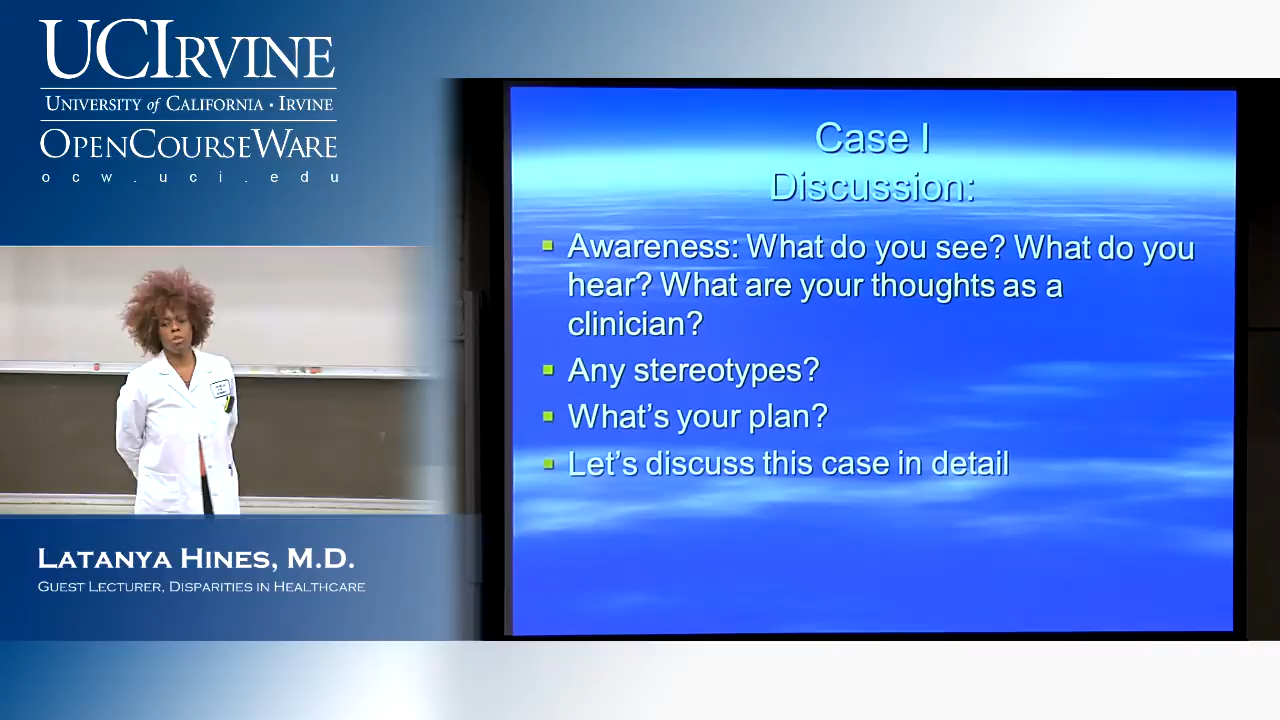 UCIRVINE
UNIVERSITY of CALIFORNIA · IRVINE
OPENCOURSEWARE
ocw.uci.edu
Case I
Discussion:
Awareness: What do you see? What do you
hear? What are your thoughts as a
clinician?
Any stereotypes?
What's your plan?
Let's discuss this case in detail
LATANYA HINES, M.D.
GUEST LECTURER, DISPARITIES IN HEALTHCARE